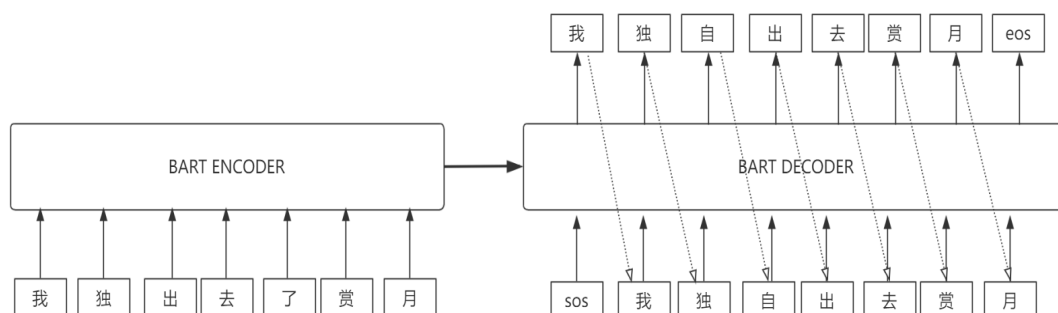 我 独 自 出 去 赏 月 eos
BART ENCODER BART DECODER
我 独 出 去 了 赏 月 sos 我 独 自 出 去 赏 月